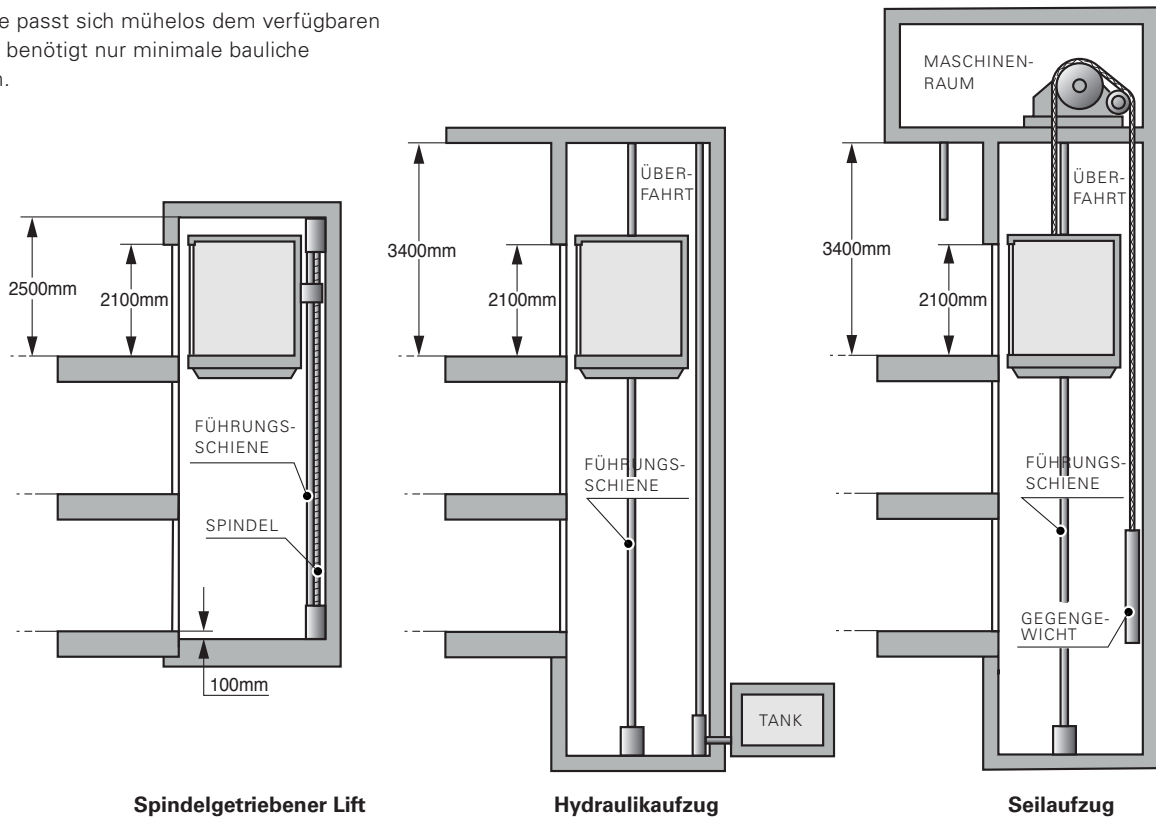 e passt sich mühelos dem verfügbaren
benötigt nur minimale bauliche
MASCHINEN-
RAUM
ÜBER-
FAHRT
ÜBER-
FAHRT
2500mm
2100mm
3400mm
2100mm
3400mm
2100mm
FÜHRUNGS-
SCHIENE
SPINDEL
FÜHRUNGS-
SCHIENE
FÜHRUNGS-
SCHIENE
GEGENGE-
WICHT
100mm
TANK
Spindelgetriebener Lift
Hydraulikaufzug
Seilaufzug